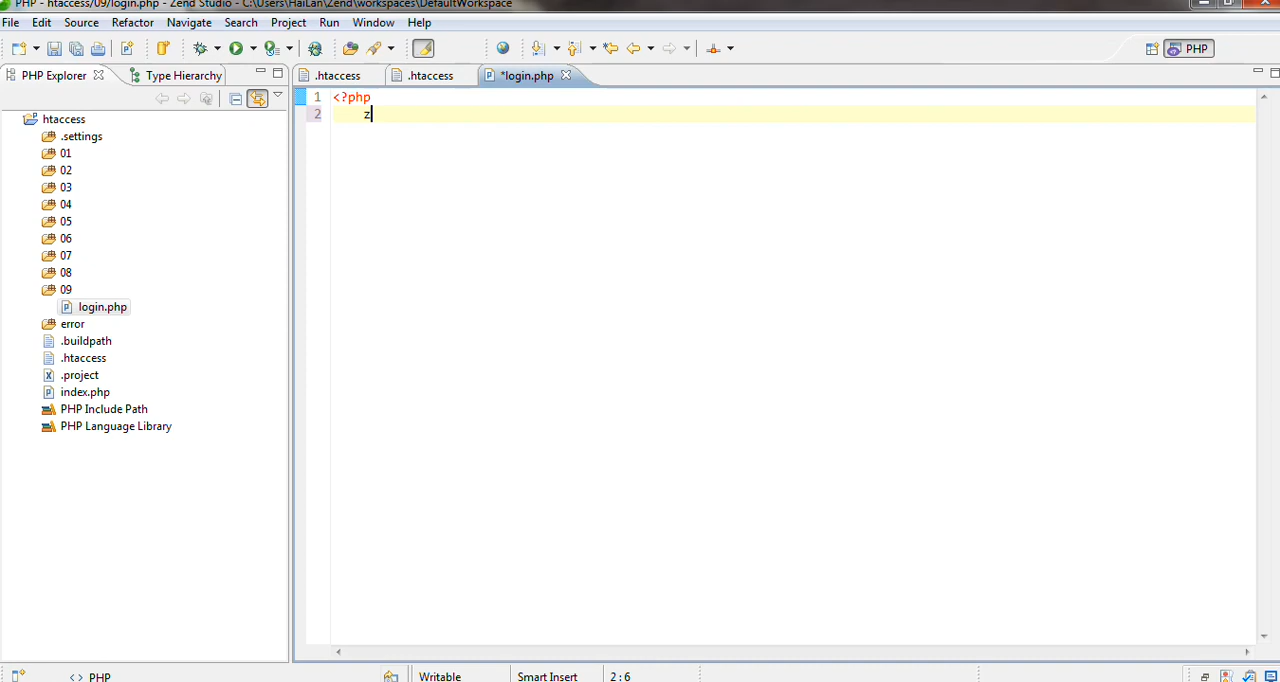 PHP - htaccess/09/login.php - Zend Studio - C:\Users\HaiLan\Zend\workspaces\DefaultWorkspace
File Edit Source Refactor Navigate Search Project Run Window Help
PHP
PHP Explorer Type Hierarchy
.htaccess .htaccess *login.php
1 <?php
2 z
htaccess
.settings
01
02
03
04
05
06
07
08
09
login.php
error
.buildpath
.htaccess
.project
index.php
PHP Include Path
PHP Language Library
<> PHP Writable Smart Insert 2:6